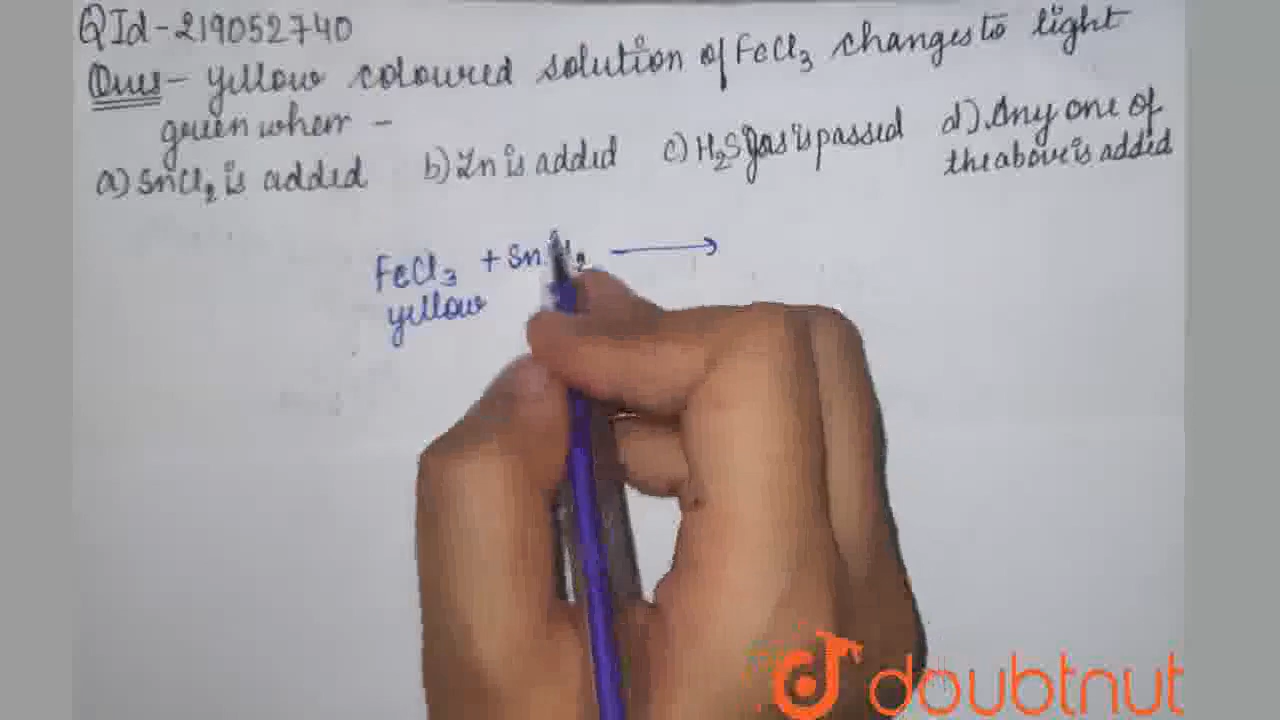 QId-219052740
Ques- yellow coloured solution of FeCl3 changes to light
green when -
a) SnCl2 is added b) Zn is added c) H2S gas is passed d) Any one of
the above is added
FeCl3 + Sn 2 ⟶
yellow
doubtnut